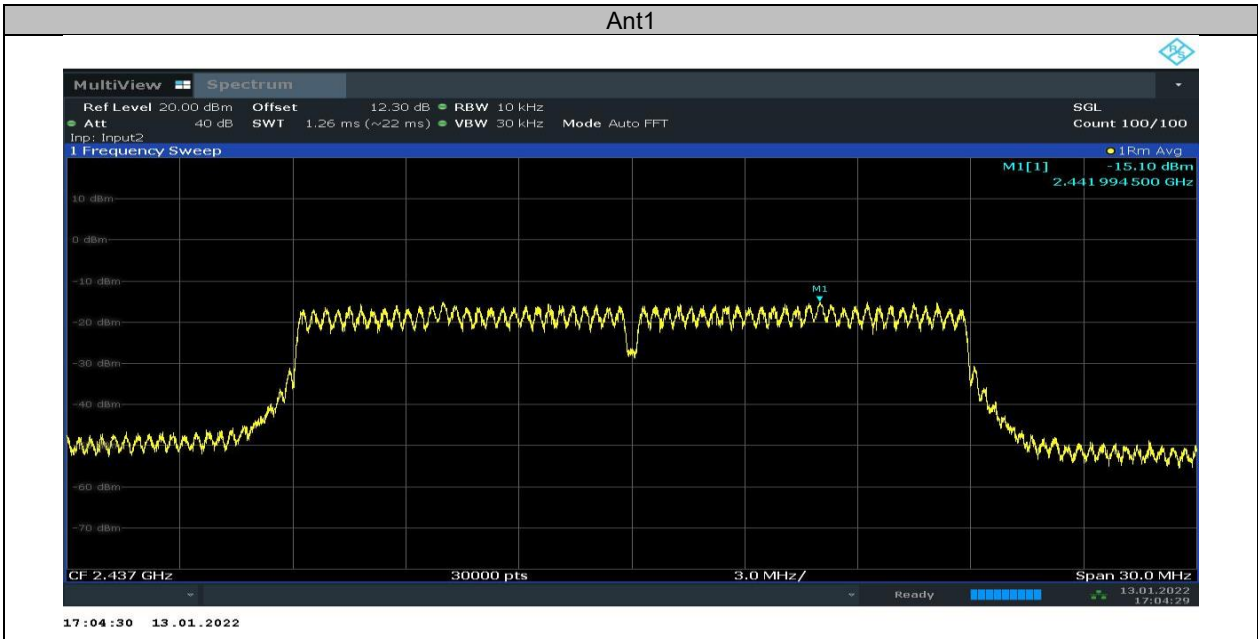 Ant1
R&S
MultiView Spectrum
Ref Level 20.00 dBm Offset 12.30 dB RBW 10 kHz SGL
Att 40 dB SWT 1.26 ms (~22 ms) VBW 30 kHz Mode Auto FFT Count 100/100
Inp: Input2
1 Frequency Sweep 1Rm Avg
M1[1] -15.10 dBm
2.441 994 500 GHz
10 dBm
0 dBm
-10 dBm
M1
-20 dBm
-30 dBm
-40 dBm
-60 dBm
-70 dBm
CF 2.437 GHz 30000 pts 3.0 MHz/ Span 30.0 MHz
Ready 13.01.2022
17:04:29
17:04:30 13.01.2022